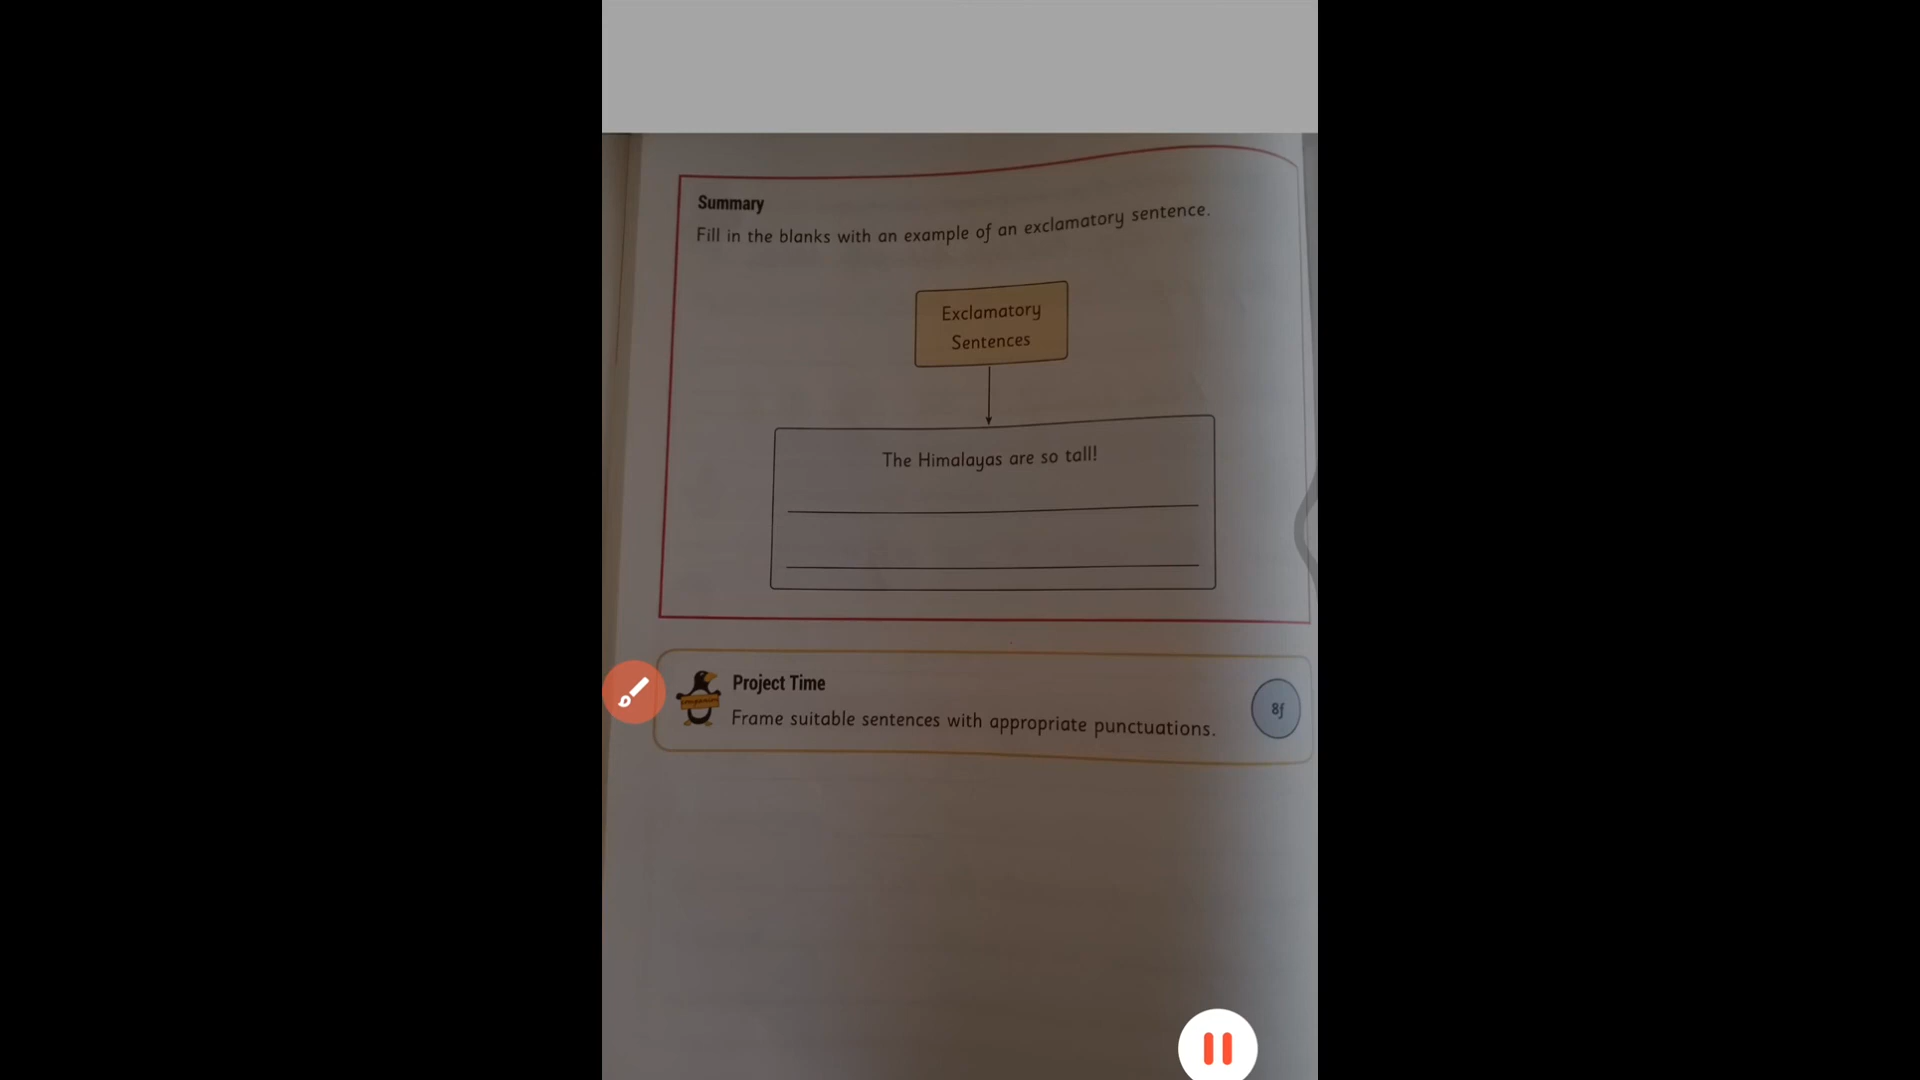 Summary
Fill in the blanks with an example of an exclamatory sentence.
Exclamatory
Sentences
The Himalayas are so tall!
Project Time
Frame suitable sentences with appropriate punctuations.
8f